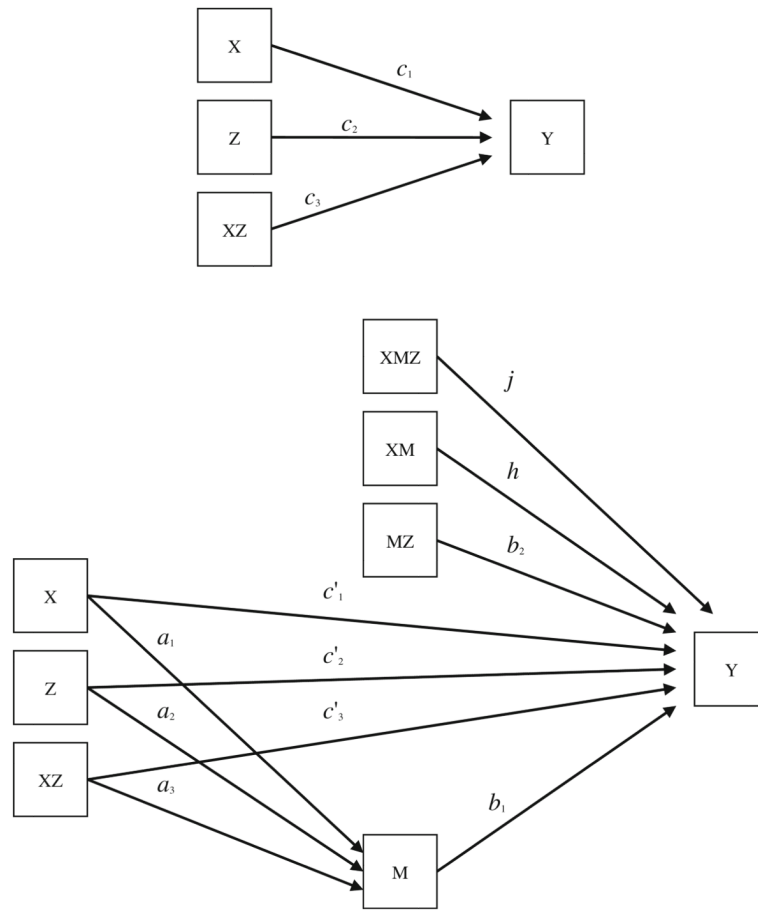 X
c₁
Z
c₂
Y
XZ
c₃
XMZ
j
XM
h
MZ
b₂
X
c'₁
a₁
Z
c'₂
Y
a₂
c'₃
XZ
a₃
b₁
M